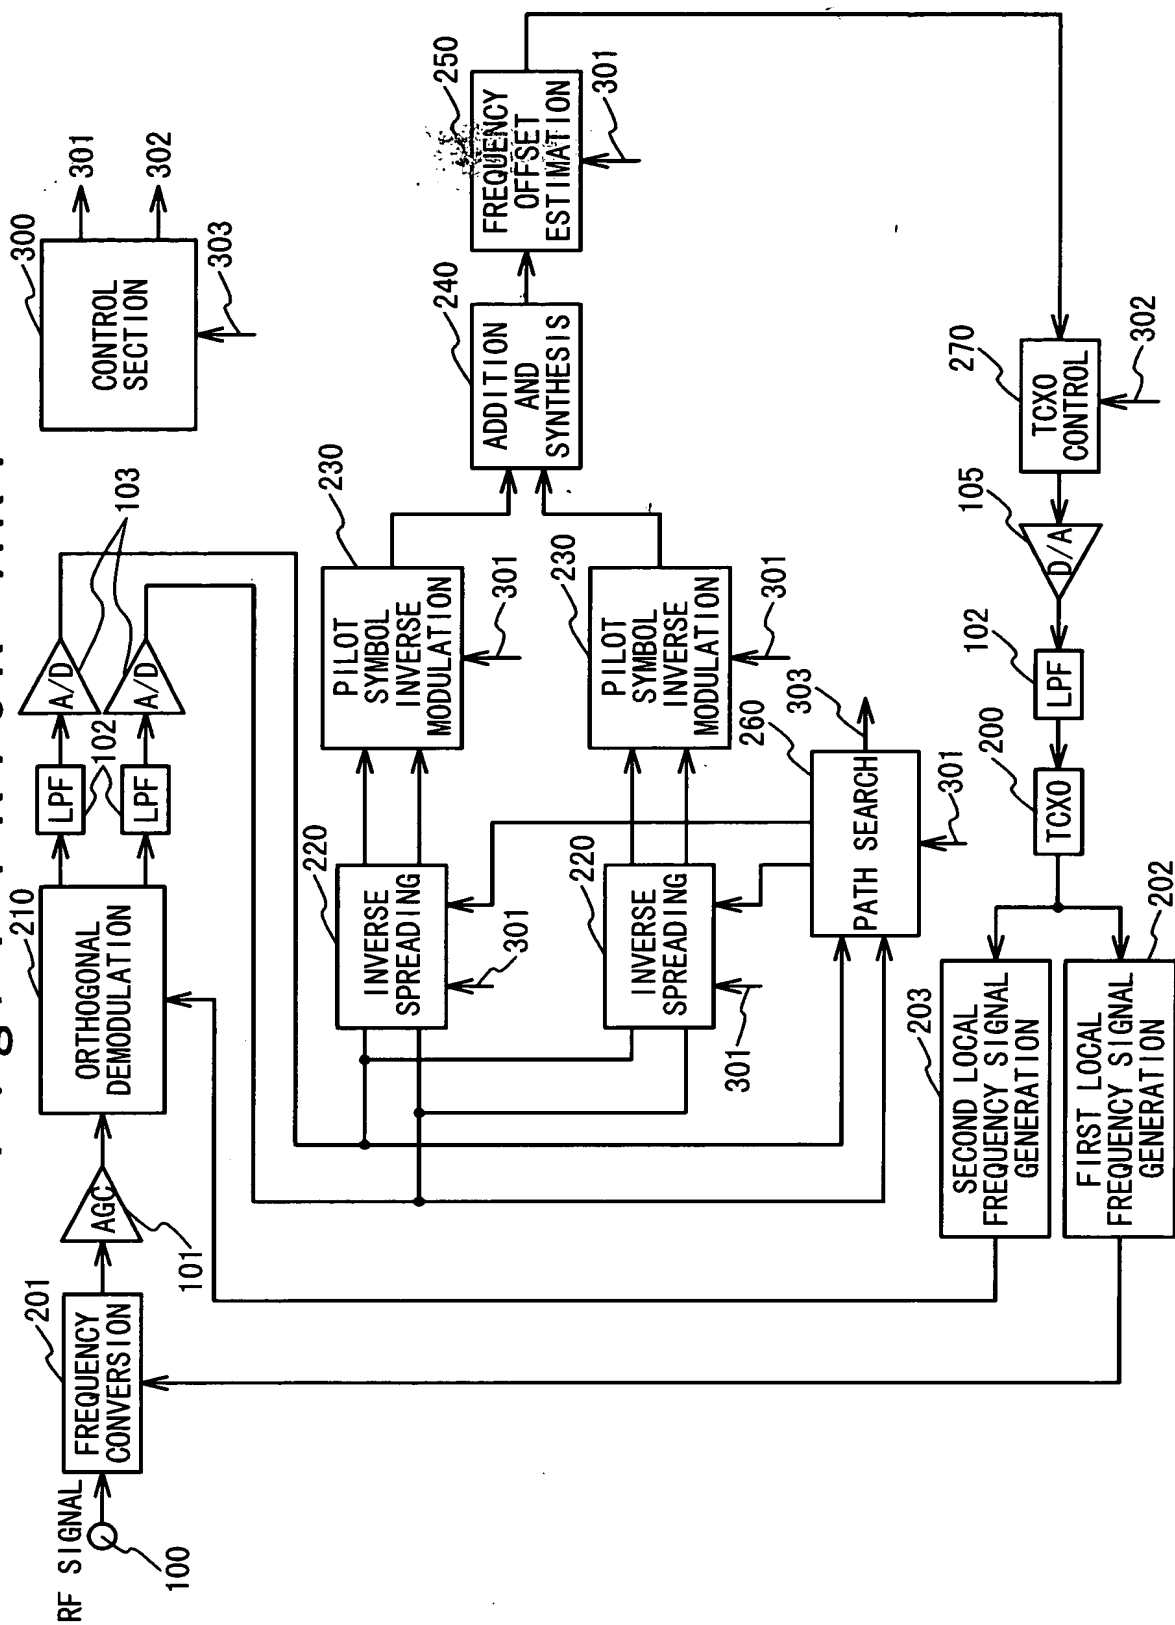 RF SIGNAL
100
201
FREQUENCY
CONVERSION
AGC
101
210
ORTHOGONAL
DEMODULATION
LPF
LPF
102
A/D
A/D
103
300
CONTROL
SECTION
301
302
303
220
INVERSE
SPREADING
301
230
PILOT
SYMBOL
INVERSE
MODULATION
301
240
ADDITION
AND
SYNTHESIS
250
FREQUENCY
OFFSET
ESTIMATION
301
220
INVERSE
SPREADING
301
230
PILOT
SYMBOL
INVERSE
MODULATION
301
260
PATH SEARCH
303
301
203
SECOND LOCAL
FREQUENCY SIGNAL
GENERATION
202
FIRST LOCAL
FREQUENCY SIGNAL
GENERATION
200
TCXO
102
LPF
105
D/A
270
TCXO
CONTROL
302